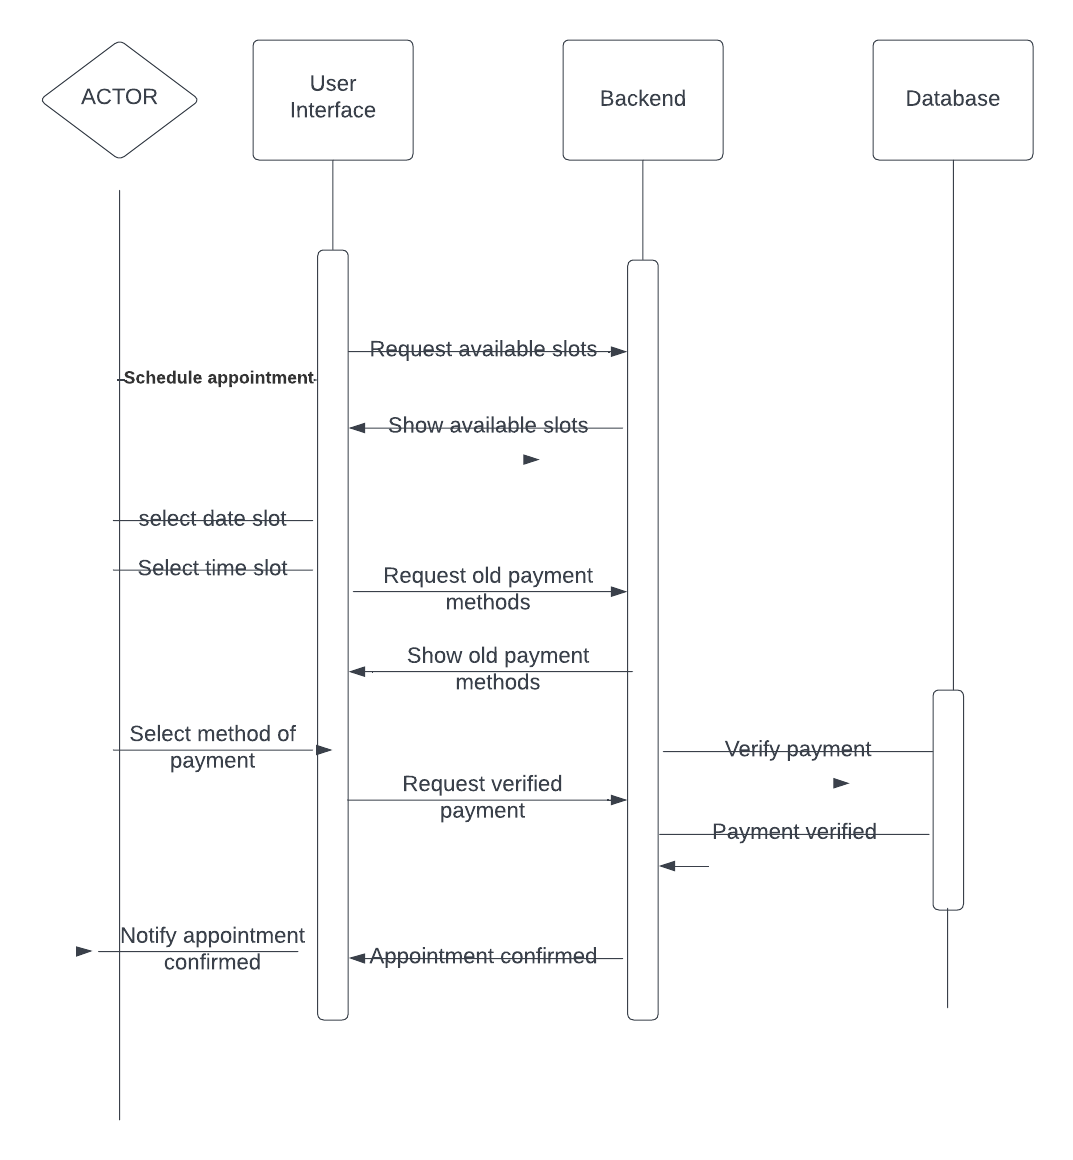 ACTOR
User
Interface
Backend
Database
Request available slots
Schedule appointment
Show available slots
select date slot
Select time slot
Request old payment
methods
Show old payment
methods
Select method of
payment
Verify payment
Request verified
payment
Payment verified
Notify appointment
confirmed
Appointment confirmed